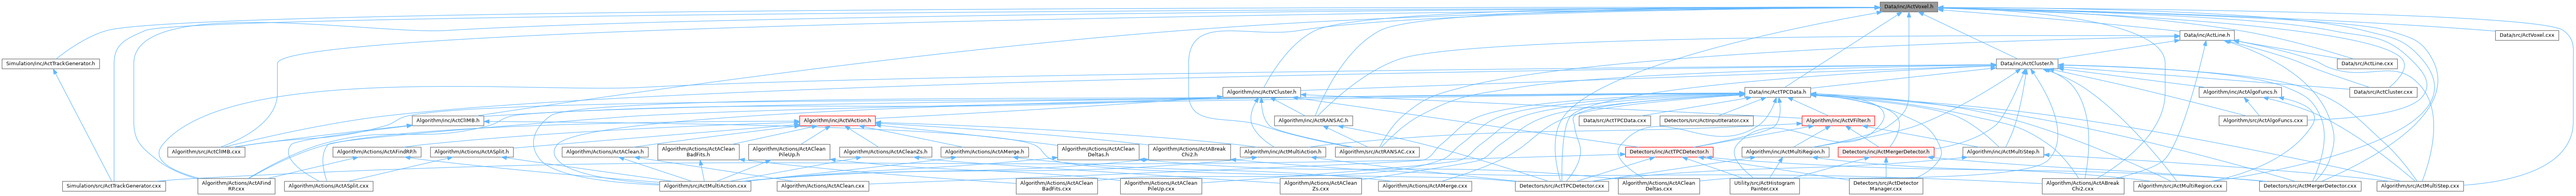 Data/inc/ActVoxel.h
Data/inc/ActLine.h
Data/src/ActVoxel.cxx
Simulation/inc/ActTrackGenerator.h
Data/inc/ActCluster.h
Data/src/ActLine.cxx
Algorithm/inc/ActVCluster.h
Data/inc/ActTPCData.h
Algorithm/inc/ActAlgoFuncs.h
Data/src/ActCluster.cxx
Algorithm/inc/ActCliMB.h
Algorithm/inc/ActVAction.h
Algorithm/inc/ActRANSAC.h
Data/src/ActTPCData.cxx
Detectors/src/ActInputIterator.cxx
Algorithm/inc/ActVFilter.h
Algorithm/src/ActAlgoFuncs.cxx
Algorithm/src/ActCliMB.cxx
Algorithm/Actions/ActAFindRP.h
Algorithm/Actions/ActASplit.h
Algorithm/Actions/ActAClean.h
Algorithm/Actions/ActAClean
BadFits.h
Algorithm/Actions/ActAClean
PileUp.h
Algorithm/Actions/ActACleanZs.h
Algorithm/Actions/ActAMerge.h
Algorithm/Actions/ActAClean
Deltas.h
Algorithm/Actions/ActABreak
Chi2.h
Algorithm/inc/ActMultiAction.h
Algorithm/src/ActRANSAC.cxx
Detectors/inc/ActTPCDetector.h
Algorithm/inc/ActMultiRegion.h
Detectors/inc/ActMergerDetector.h
Algorithm/inc/ActMultiStep.h
Simulation/src/ActTrackGenerator.cxx
Algorithm/Actions/ActAFind
RP.cxx
Algorithm/Actions/ActASplit.cxx
Algorithm/src/ActMultiAction.cxx
Algorithm/Actions/ActAClean.cxx
Algorithm/Actions/ActAClean
BadFits.cxx
Algorithm/Actions/ActAClean
PileUp.cxx
Algorithm/Actions/ActAClean
Zs.cxx
Algorithm/Actions/ActAMerge.cxx
Detectors/src/ActTPCDetector.cxx
Algorithm/Actions/ActAClean
Deltas.cxx
Utility/src/ActHistogram
Painter.cxx
Detectors/src/ActDetector
Manager.cxx
Algorithm/Actions/ActABreak
Chi2.cxx
Algorithm/src/ActMultiRegion.cxx
Detectors/src/ActMergerDetector.cxx
Algorithm/src/ActMultiStep.cxx